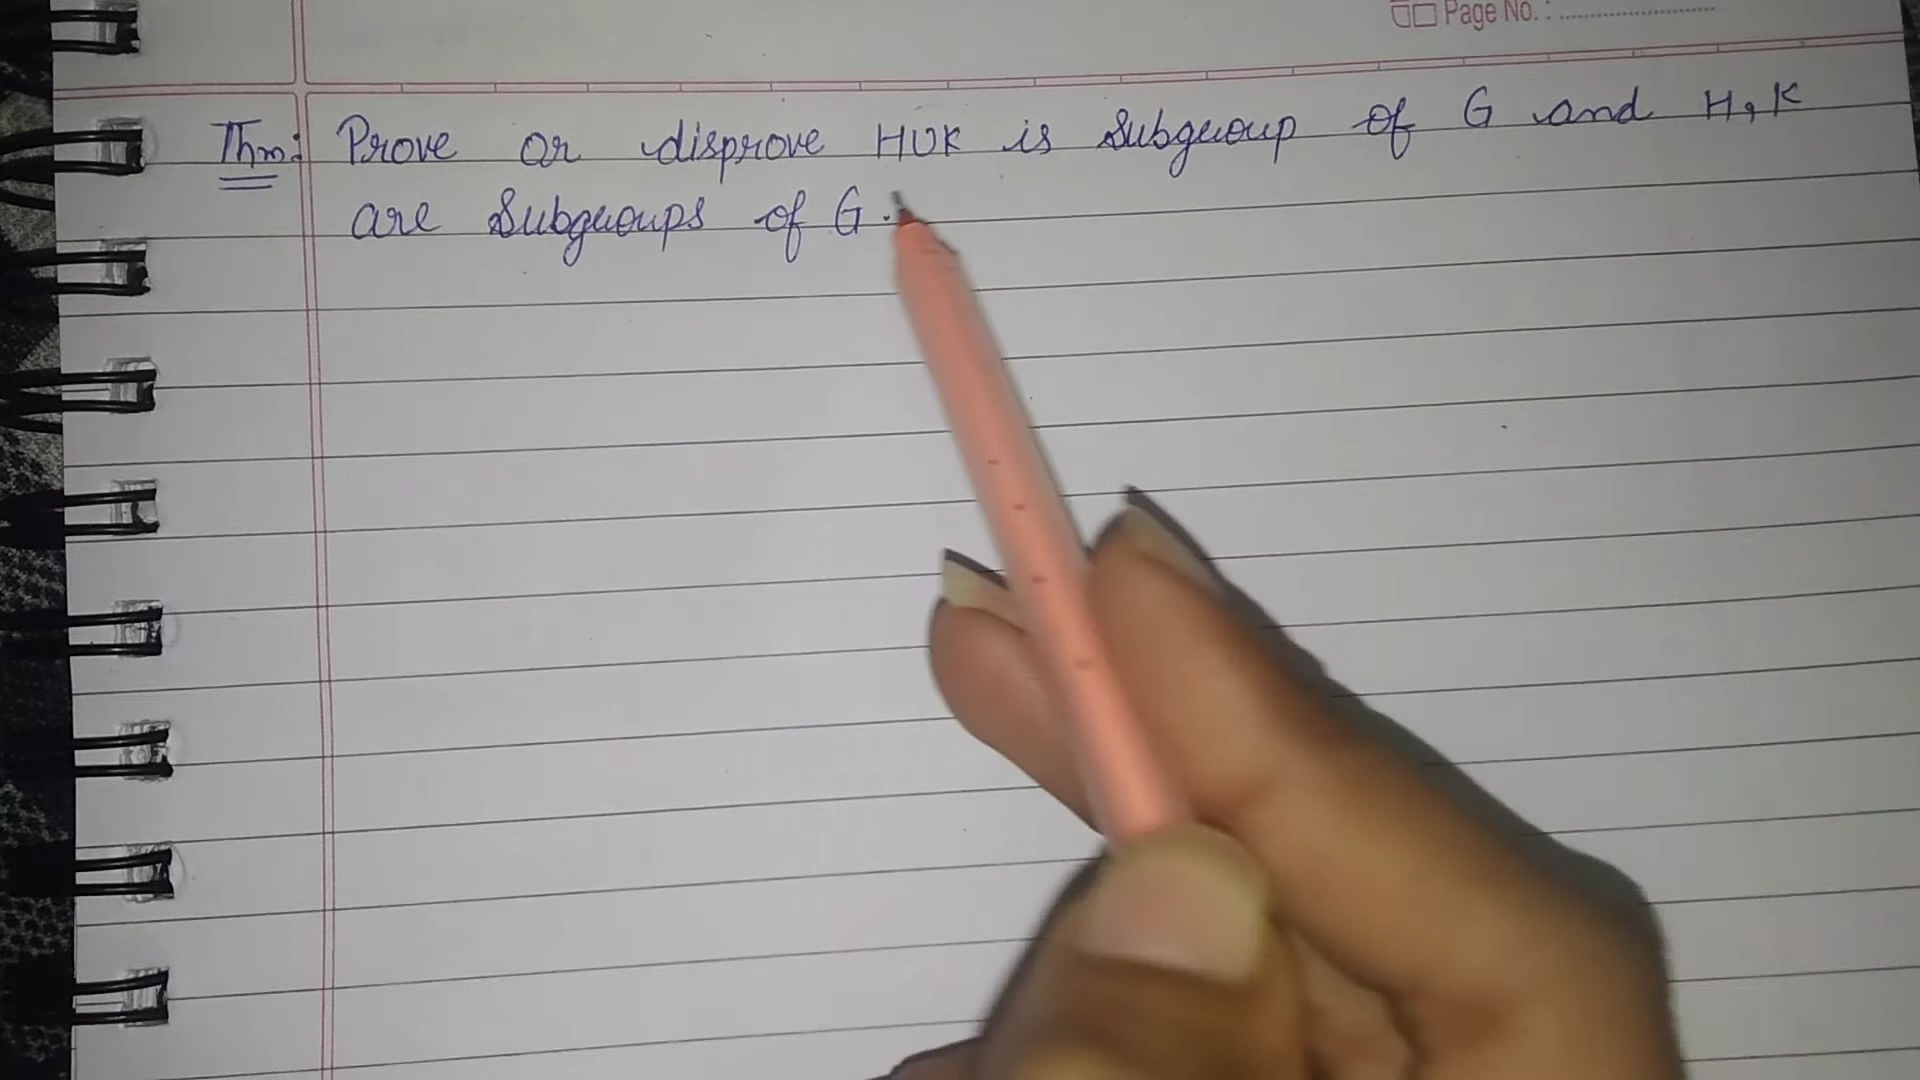 Page No. :
Thm: Prove or disprove HUK is Subgroup of G and H, K
are Subgroups of G.